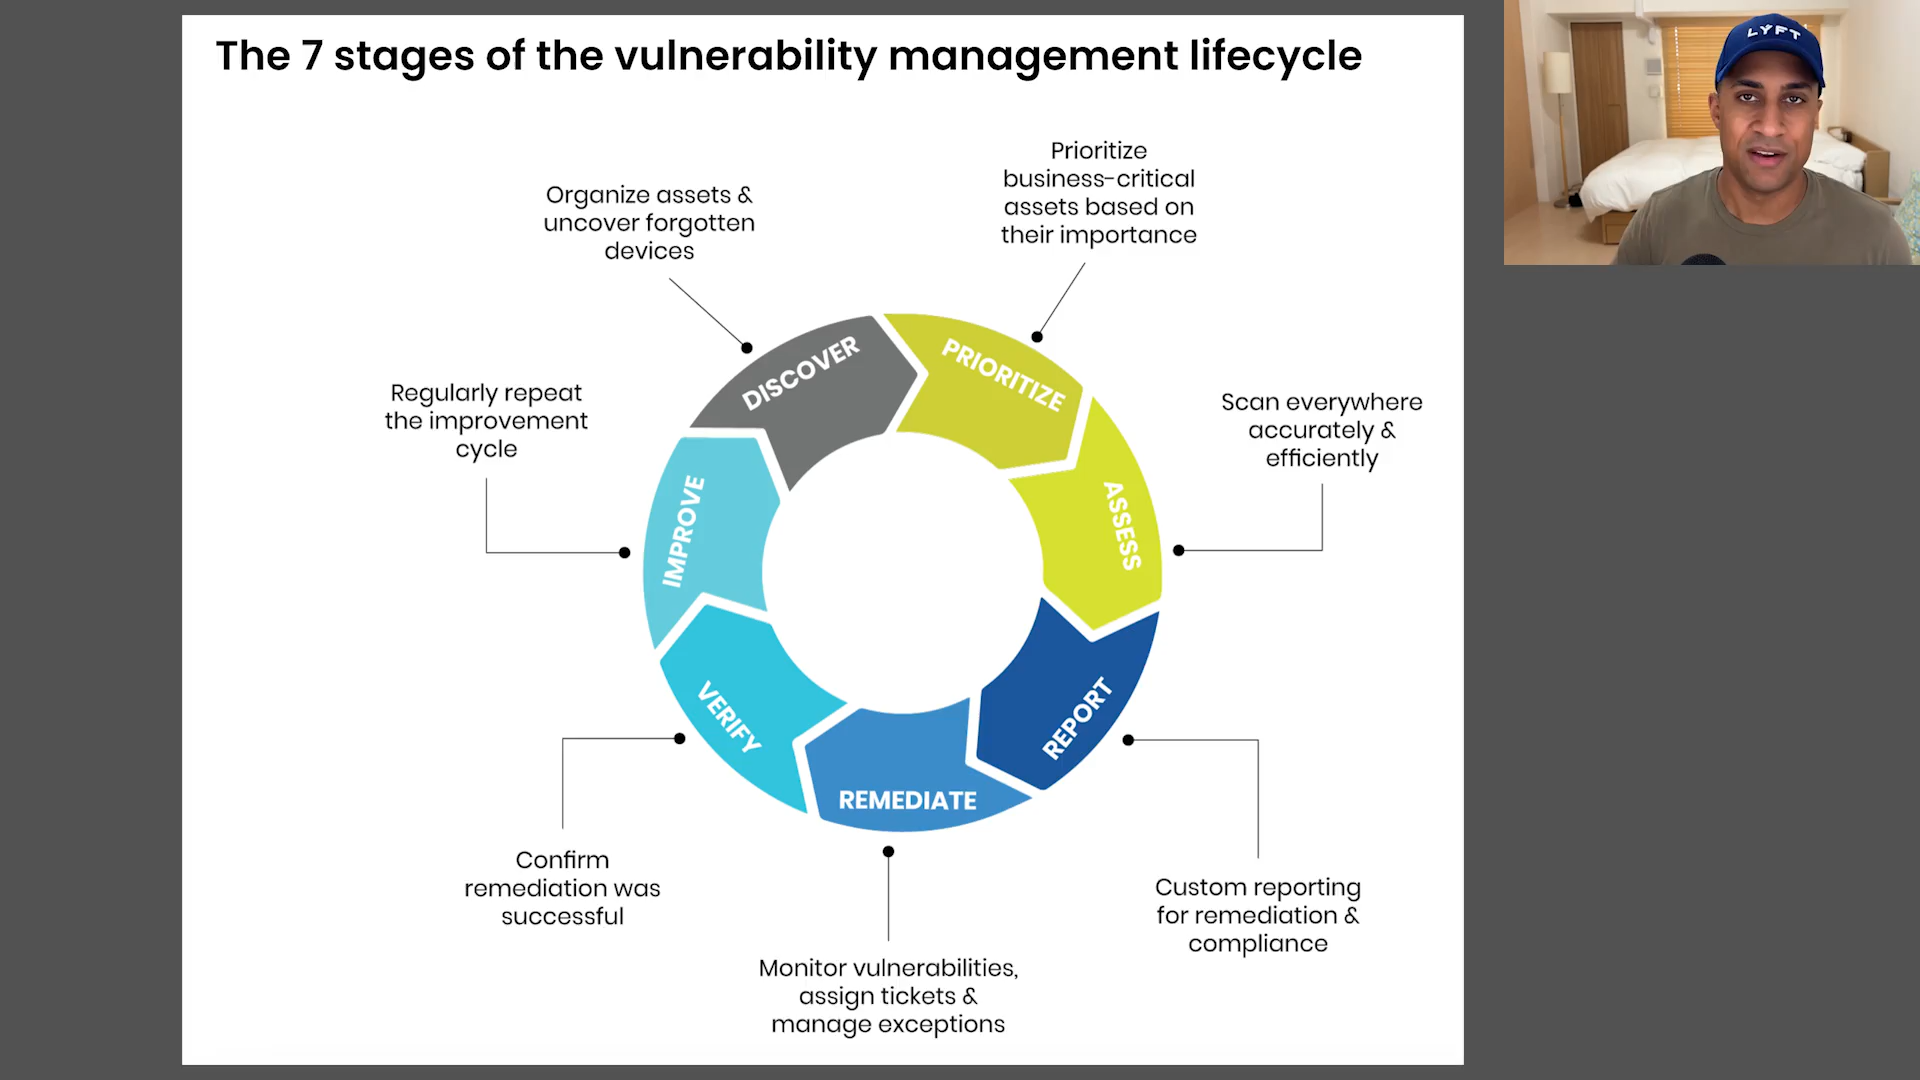 The 7 stages of the vulnerability management lifecycle
LYFT
Organize assets &
uncover forgotten
devices
Prioritize
business-critical
assets based on
their importance
Regularly repeat
the improvement
cycle
Scan everywhere
accurately &
efficiently
DISCOVER
PRIORITIZE
ASSESS
REPORT
REMEDIATE
VERIFY
IMPROVE
Confirm
remediation was
successful
Custom reporting
for remediation &
compliance
Monitor vulnerabilities,
assign tickets &
manage exceptions